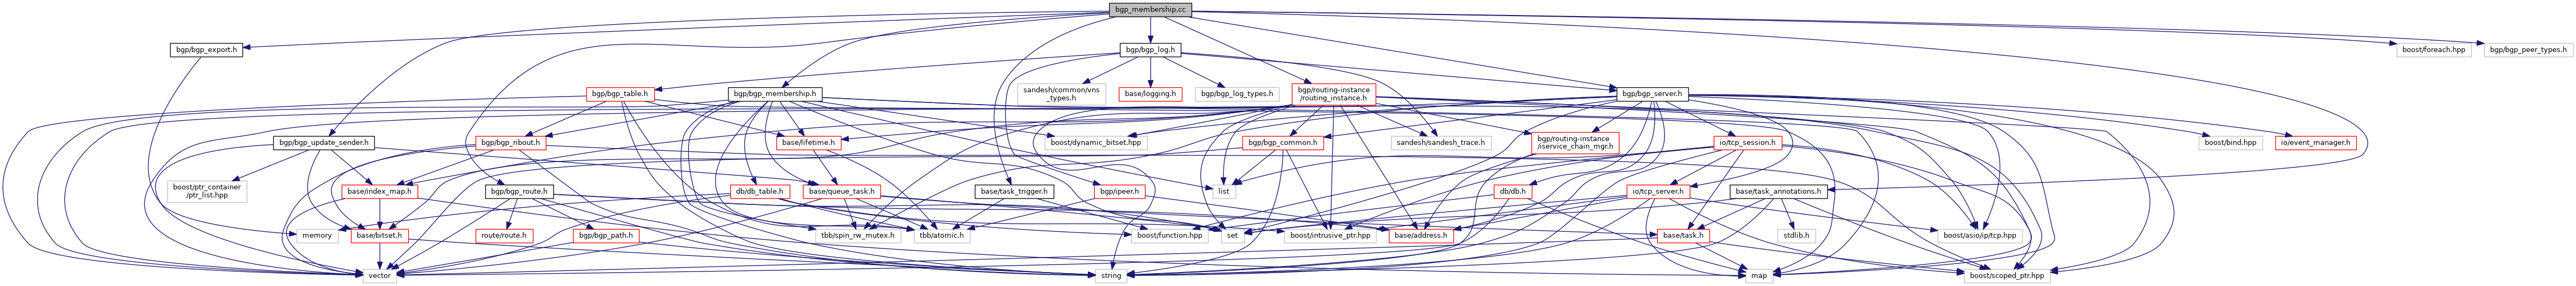 bgp_membership.cc
bgp/bgp_export.h
bgp/bgp_log.h
boost/foreach.hpp
bgp/bgp_peer_types.h
bgp/bgp_table.h
bgp/bgp_membership.h
sandesh/common/vns
_types.h
base/logging.h
bgp/bgp_log_types.h
bgp/routing-instance
/routing_instance.h
bgp/bgp_server.h
bgp/bgp_update_sender.h
bgp/bgp_ribout.h
base/lifetime.h
boost/dynamic_bitset.hpp
bgp/bgp_common.h
sandesh/sandesh_trace.h
bgp/routing-instance
/iservice_chain_mgr.h
io/tcp_session.h
boost/bind.hpp
io/event_manager.h
boost/ptr_container
/ptr_list.hpp
base/index_map.h
bgp/bgp_route.h
db/db_table.h
base/queue_task.h
base/task_trigger.h
bgp/ipeer.h
list
db/db.h
io/tcp_server.h
base/task_annotations.h
memory
base/bitset.h
route/route.h
bgp/bgp_path.h
tbb/spin_rw_mutex.h
tbb/atomic.h
boost/function.hpp
set
boost/intrusive_ptr.hpp
base/address.h
base/task.h
stdlib.h
boost/asio/ip/tcp.hpp
vector
string
map
boost/scoped_ptr.hpp